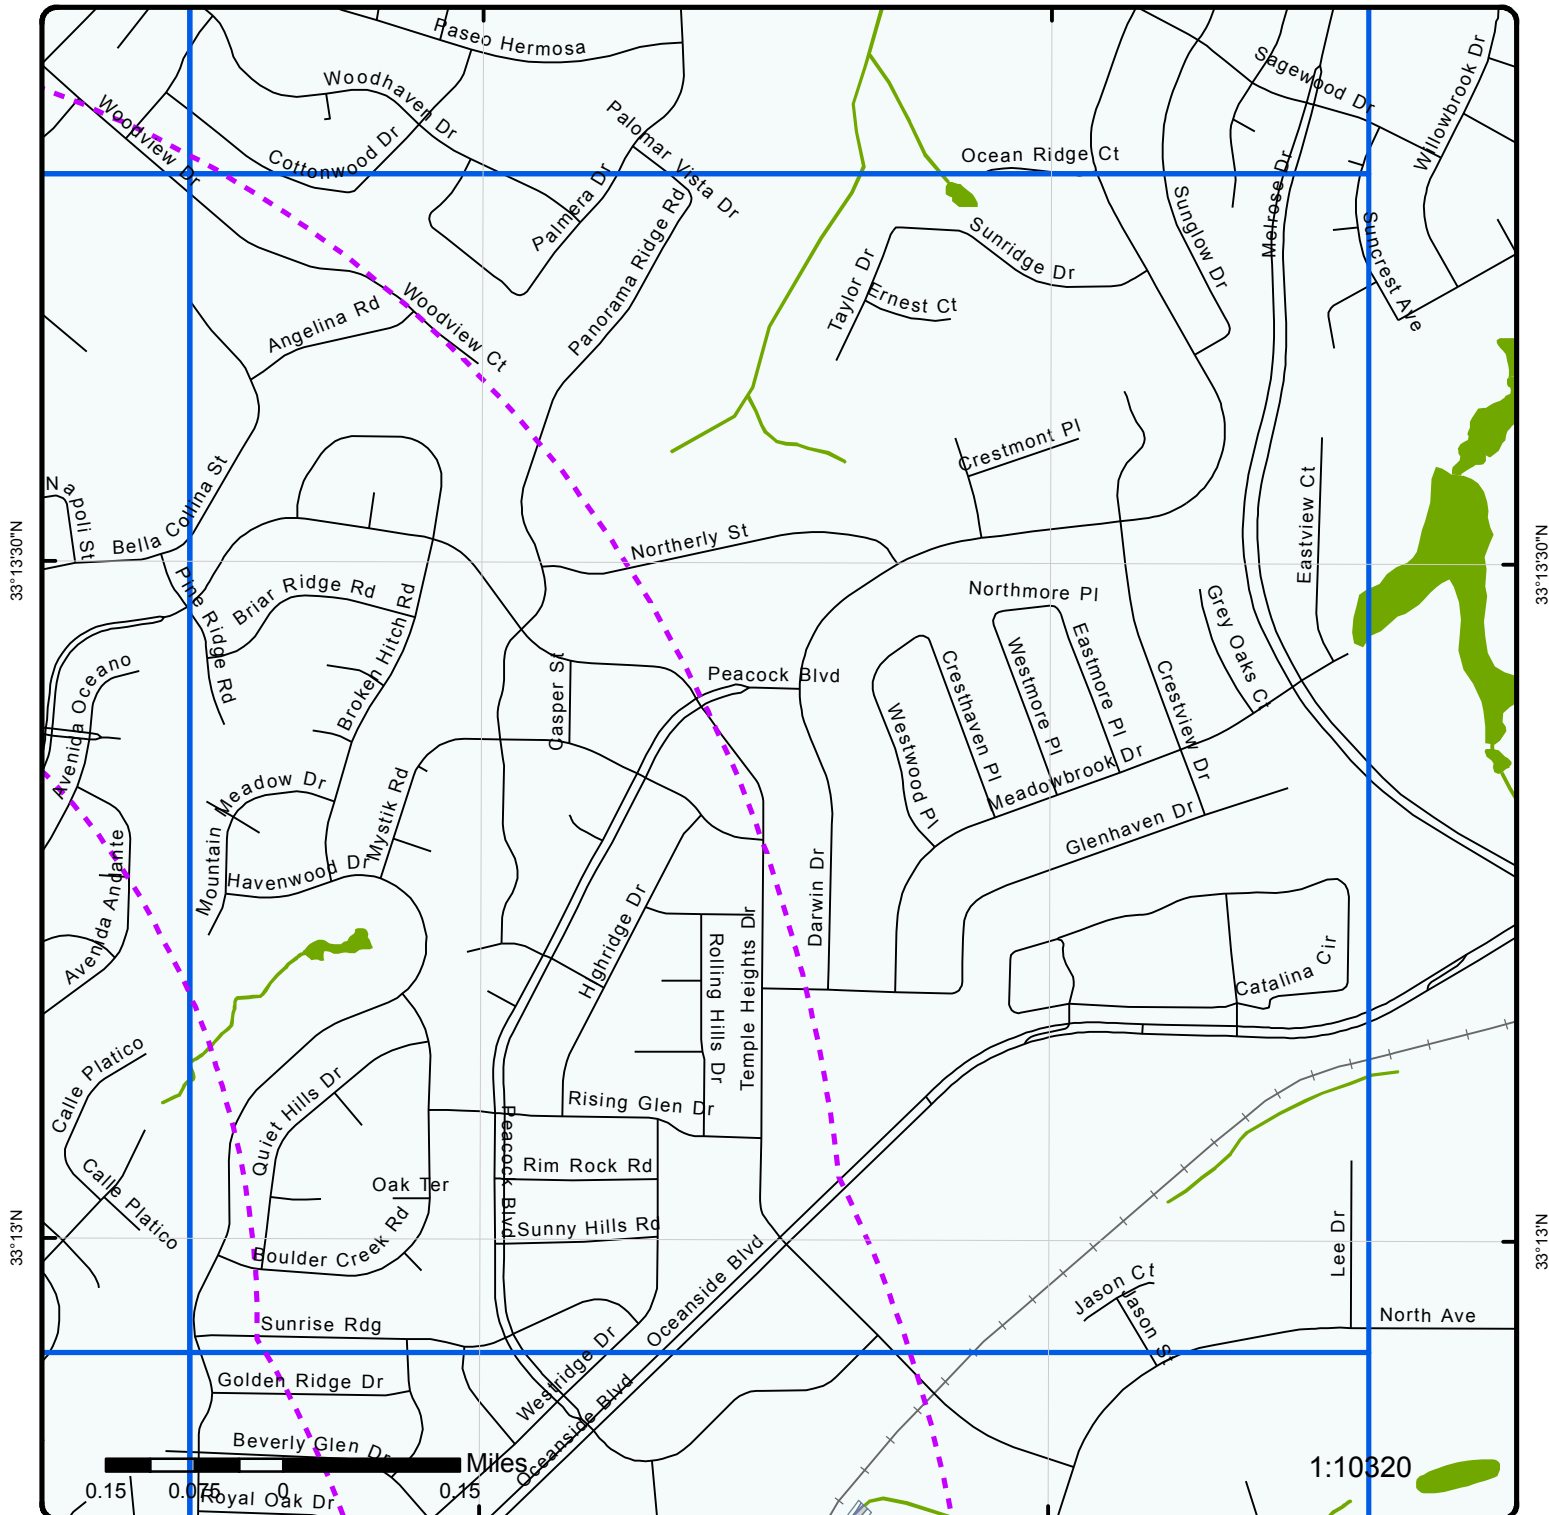 Paseo Hermosa
Woodhaven Dr
Sagewood Dr
Willowbrook Dr
Woodview Dr
Cottonwood Dr
Palomar Vista Dr
Ocean Ridge Ct
Melrose Dr
Palmera Dr
Panorama Ridge Rd
Sunglow Dr
Suncrest Ave
Sunridge Dr
Taylor Dr
Ernest Ct
Angelina Rd
Woodview Ct
Crestmont Pl
Napoli St
Bella Collina St
Eastview Ct
33°13'30"N
Northerly St
33°13'30"N
Pine Ridge Rd
Briar Ridge Rd
Broken Hitch Rd
Northmore Pl
Grey Oaks Ct
Avenida Oceano
Casper St
Peacock Blvd
Cresthaven Pl
Westmore Pl
Eastmore Pl
Crestview Dr
Westwood Pl
Meadowbrook Dr
Meadow Dr
Mystik Rd
Glenhaven Dr
Mountain
Havenwood Dr
Avenida Andante
Darwin Dr
Highridge Dr
Rolling Hills Dr
Temple Heights Dr
Catalina Cir
Calle Platico
Quiet Hills Dr
Rising Glen Dr
Peacock Blvd
Rim Rock Rd
Oak Ter
Calle Platico
Sunny Hills Rd
33°13'N
Boulder Creek Rd
Oceanside Blvd
Lee Dr
33°13'N
Jason Ct
Jason St
North Ave
Sunrise Rdg
Westridge Dr
Golden Ridge Dr
Oceanside Blvd
Beverly Glen Dr
Miles
1:10320
0.15 0.075 0 0.15
Royal Oak Dr